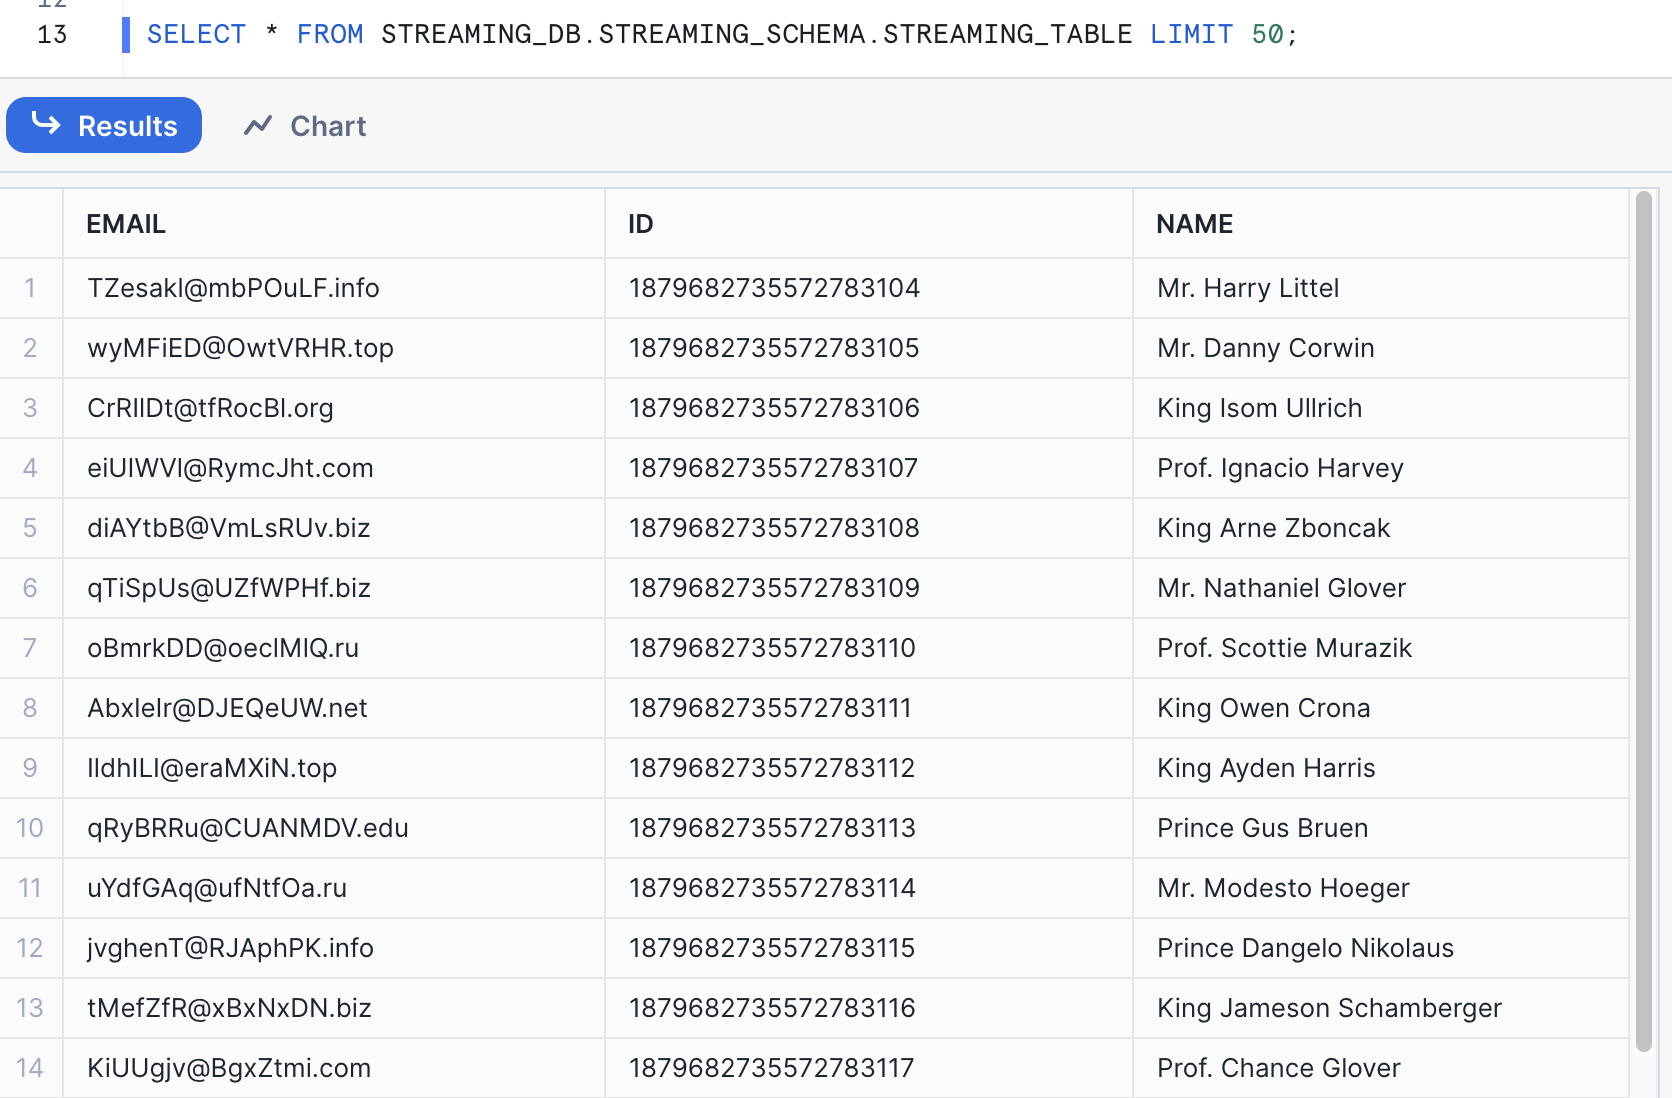 12
13 SELECT * FROM STREAMING_DB.STREAMING_SCHEMA.STREAMING_TABLE LIMIT 50;
Results Chart
EMAIL ID NAME
1 TZesakl@mbPOuLF.info 1879682735572783104 Mr. Harry Littel
2 wyMFiED@OwtVRHR.top 1879682735572783105 Mr. Danny Corwin
3 CrRIlDt@tfRocBI.org 1879682735572783106 King Isom Ullrich
4 eiUIWVl@RymcJht.com 1879682735572783107 Prof. Ignacio Harvey
5 diAYtbB@VmLsRUv.biz 1879682735572783108 King Arne Zboncak
6 qTiSpUs@UZfWPHf.biz 1879682735572783109 Mr. Nathaniel Glover
7 oBmrkDD@oeclMIQ.ru 1879682735572783110 Prof. Scottie Murazik
8 AbxleIr@DJEQeUW.net 1879682735572783111 King Owen Crona
9 IldhILI@eraMXiN.top 1879682735572783112 King Ayden Harris
10 qRyBRRu@CUANMDV.edu 1879682735572783113 Prince Gus Bruen
11 uYdfGAq@ufNtfOa.ru 1879682735572783114 Mr. Modesto Hoeger
12 jvghenT@RJAphPK.info 1879682735572783115 Prince Dangelo Nikolaus
13 tMefZfR@xBxNxDN.biz 1879682735572783116 King Jameson Schamberger
14 KiUUgjv@BgxZtmi.com 1879682735572783117 Prof. Chance Glover